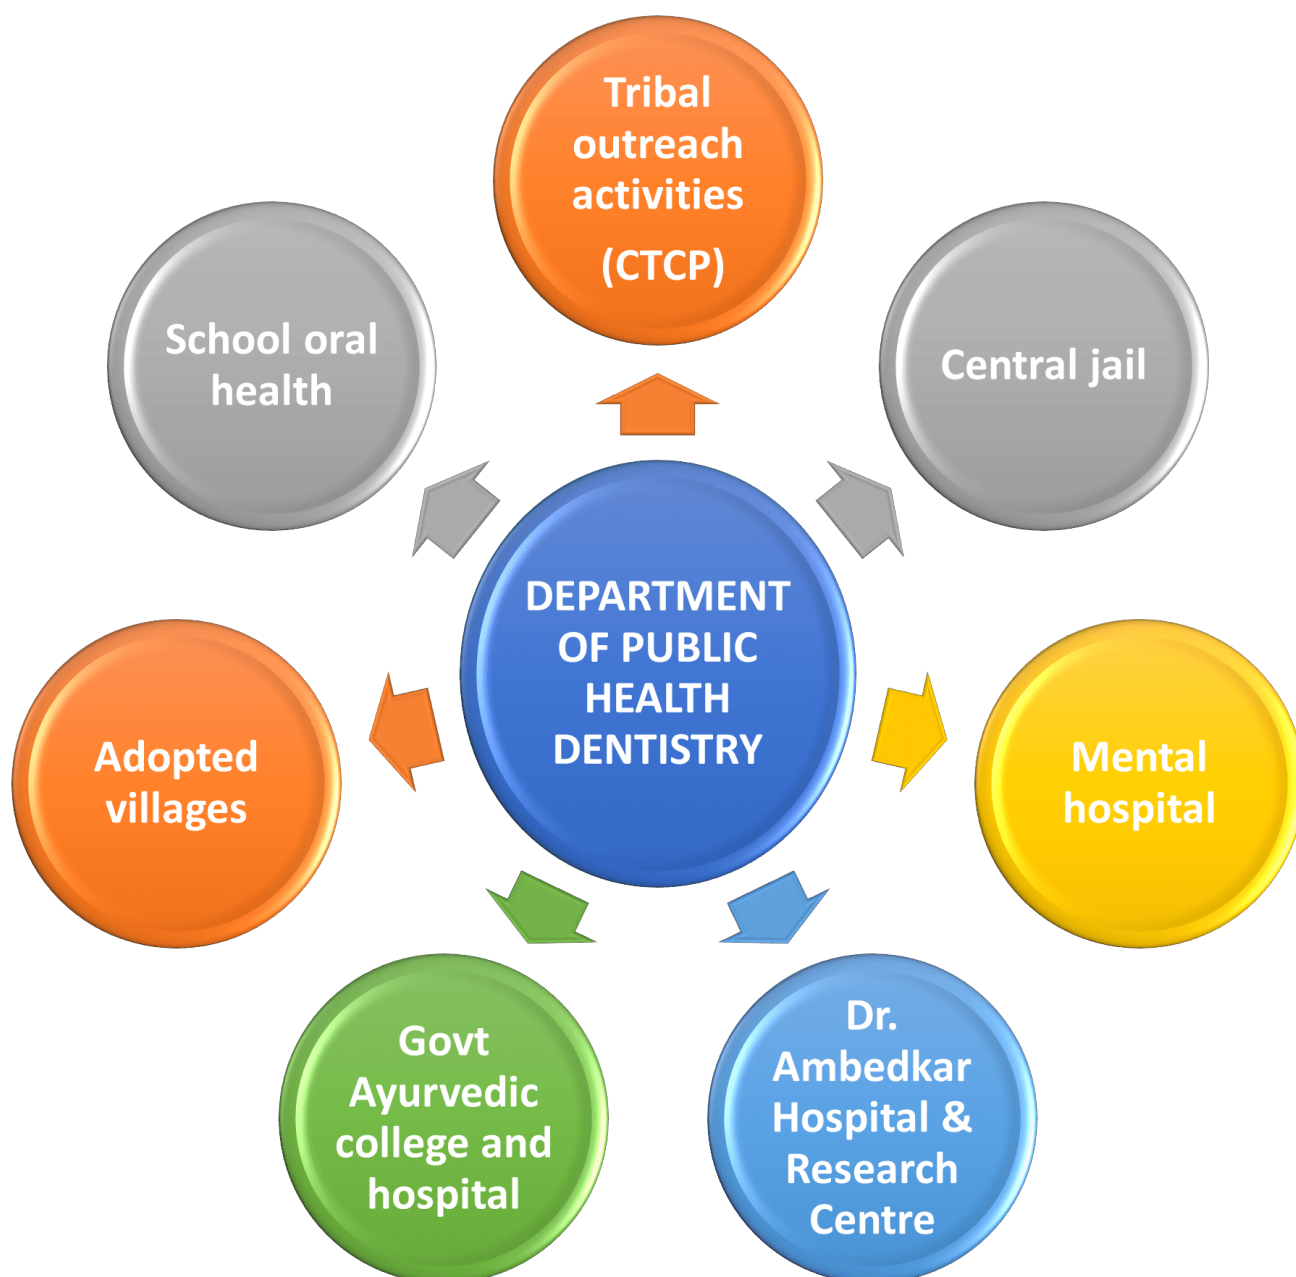 Tribal
outreach
activities
(CTCP)
School oral
health
Central jail
DEPARTMENT
OF PUBLIC
HEALTH
DENTISTRY
Adopted
villages
Mental
hospital
Govt
Ayurvedic
college and
hospital
Dr.
Ambedkar
Hospital &
Research
Centre